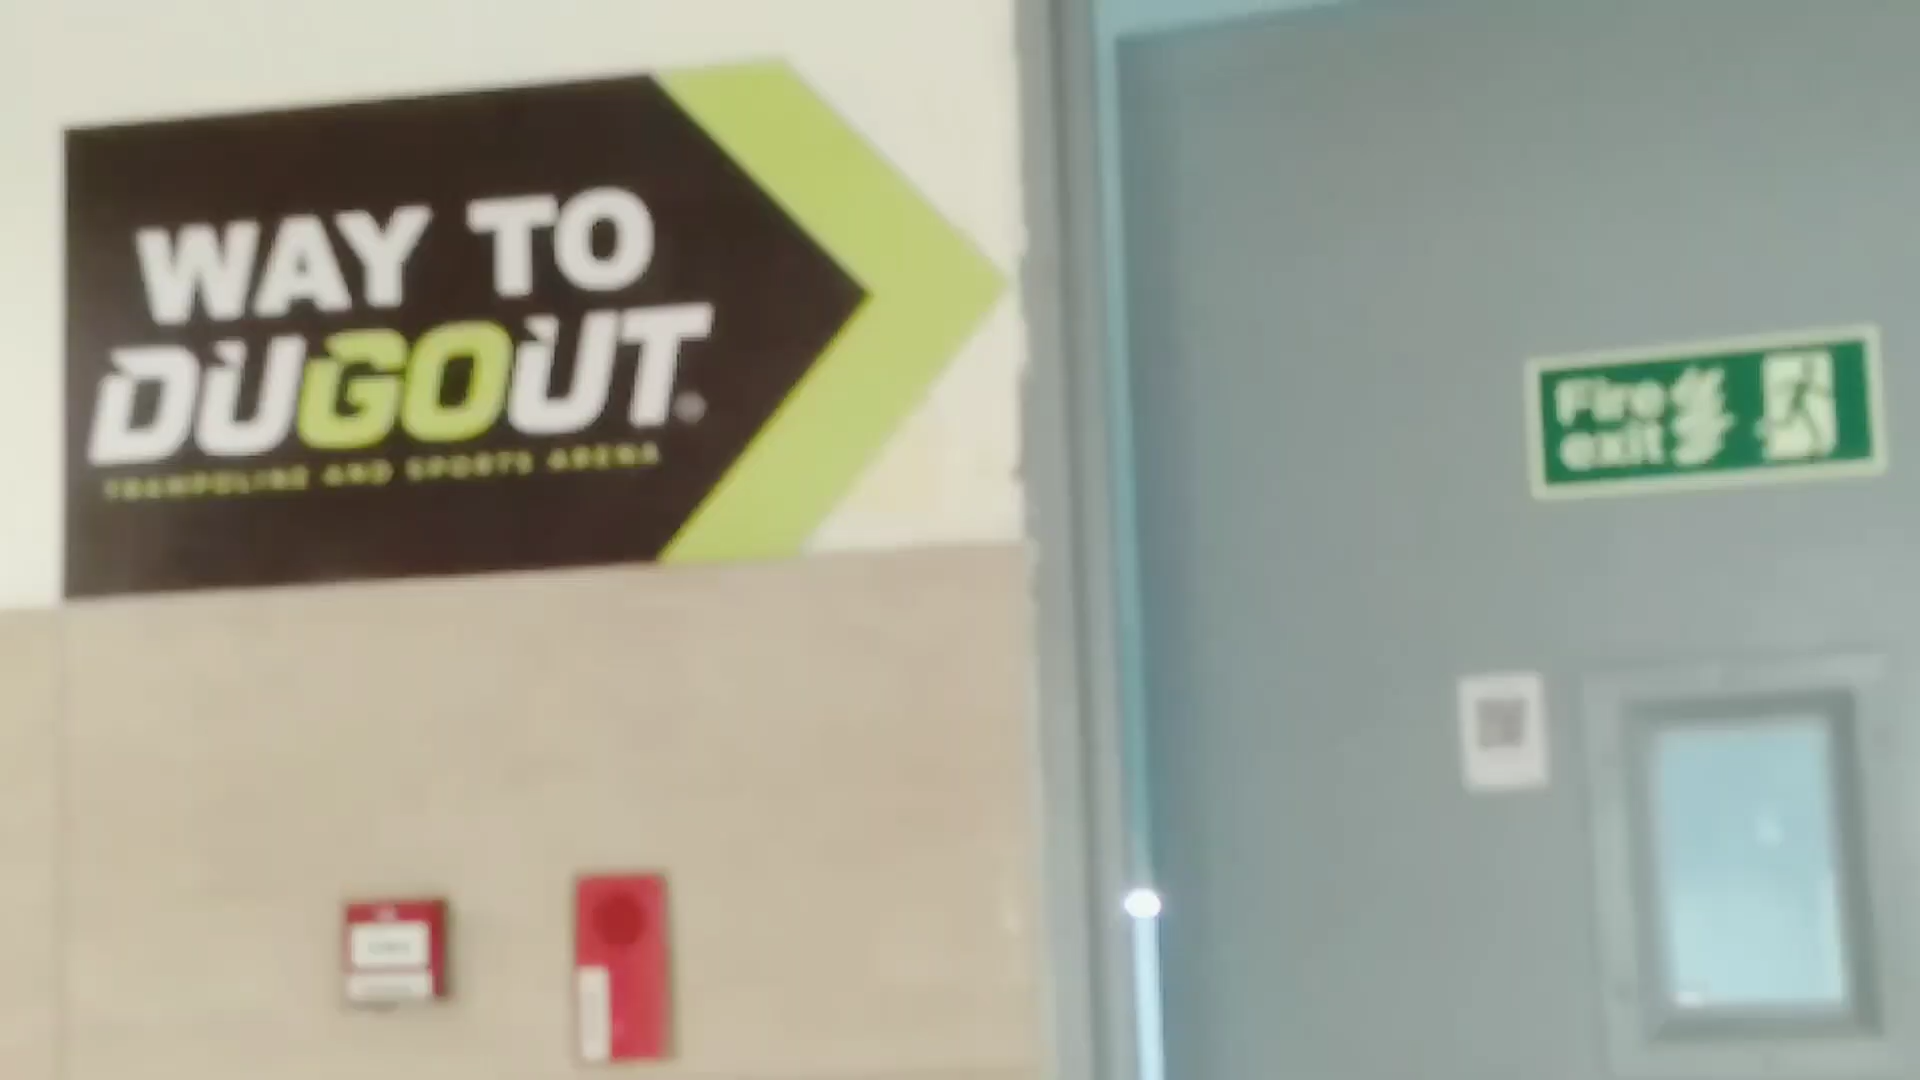 WAY TO
DUGOUT
TRAMPOLINE AND SPORTS ARENA
Fire
exit